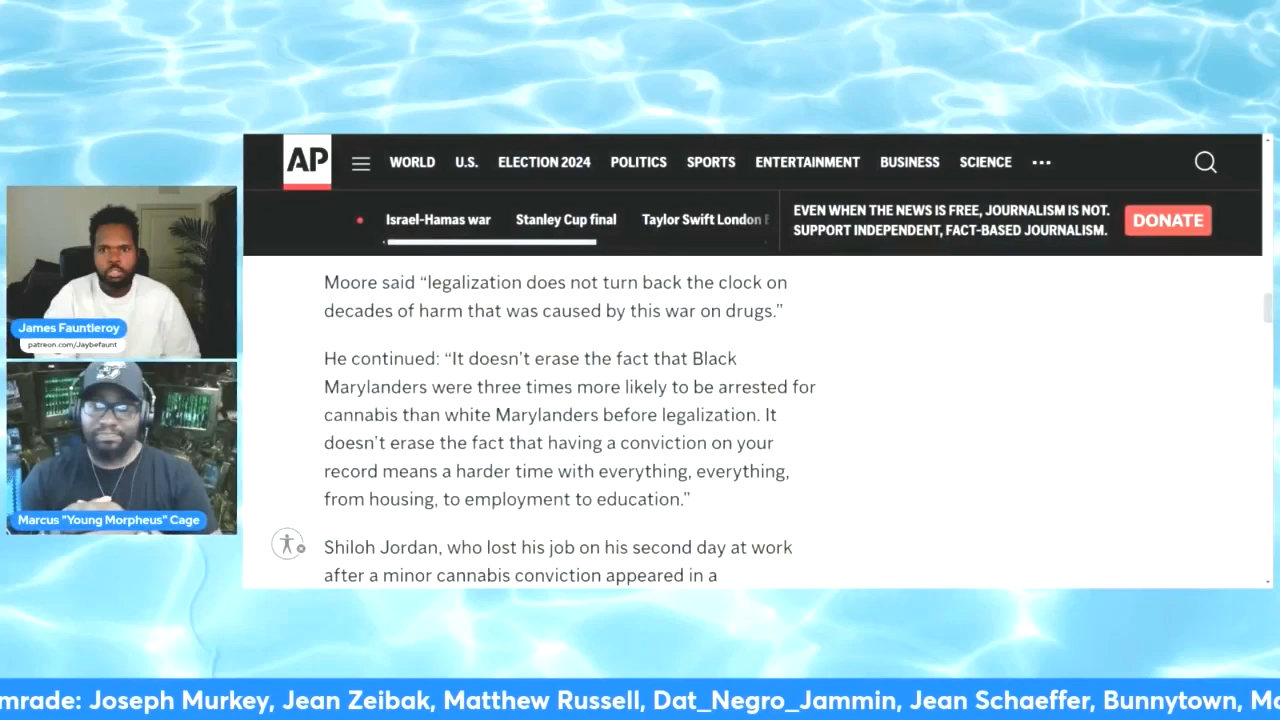 AP
WORLD U.S. ELECTION 2024 POLITICS SPORTS ENTERTAINMENT BUSINESS SCIENCE
Israel-Hamas war Stanley Cup final Taylor Swift London
EVEN WHEN THE NEWS IS FREE, JOURNALISM IS NOT.
SUPPORT INDEPENDENT, FACT-BASED JOURNALISM.
DONATE
Moore said “legalization does not turn back the clock on
decades of harm that was caused by this war on drugs.”
He continued: “It doesn’t erase the fact that Black
Marylanders were three times more likely to be arrested for
cannabis than white Marylanders before legalization. It
doesn’t erase the fact that having a conviction on your
record means a harder time with everything, everything,
from housing, to employment to education.”
Shiloh Jordan, who lost his job on his second day at work
after a minor cannabis conviction appeared in a
James Fauntleroy
patreon.com/Jaybefaunt
Marcus "Young Morpheus" Cage
mrade: Joseph Murkey, Jean Zeibak, Matthew Russell, Dat_Negro_Jammin, Jean Schaeffer, Bunnytown, Ma